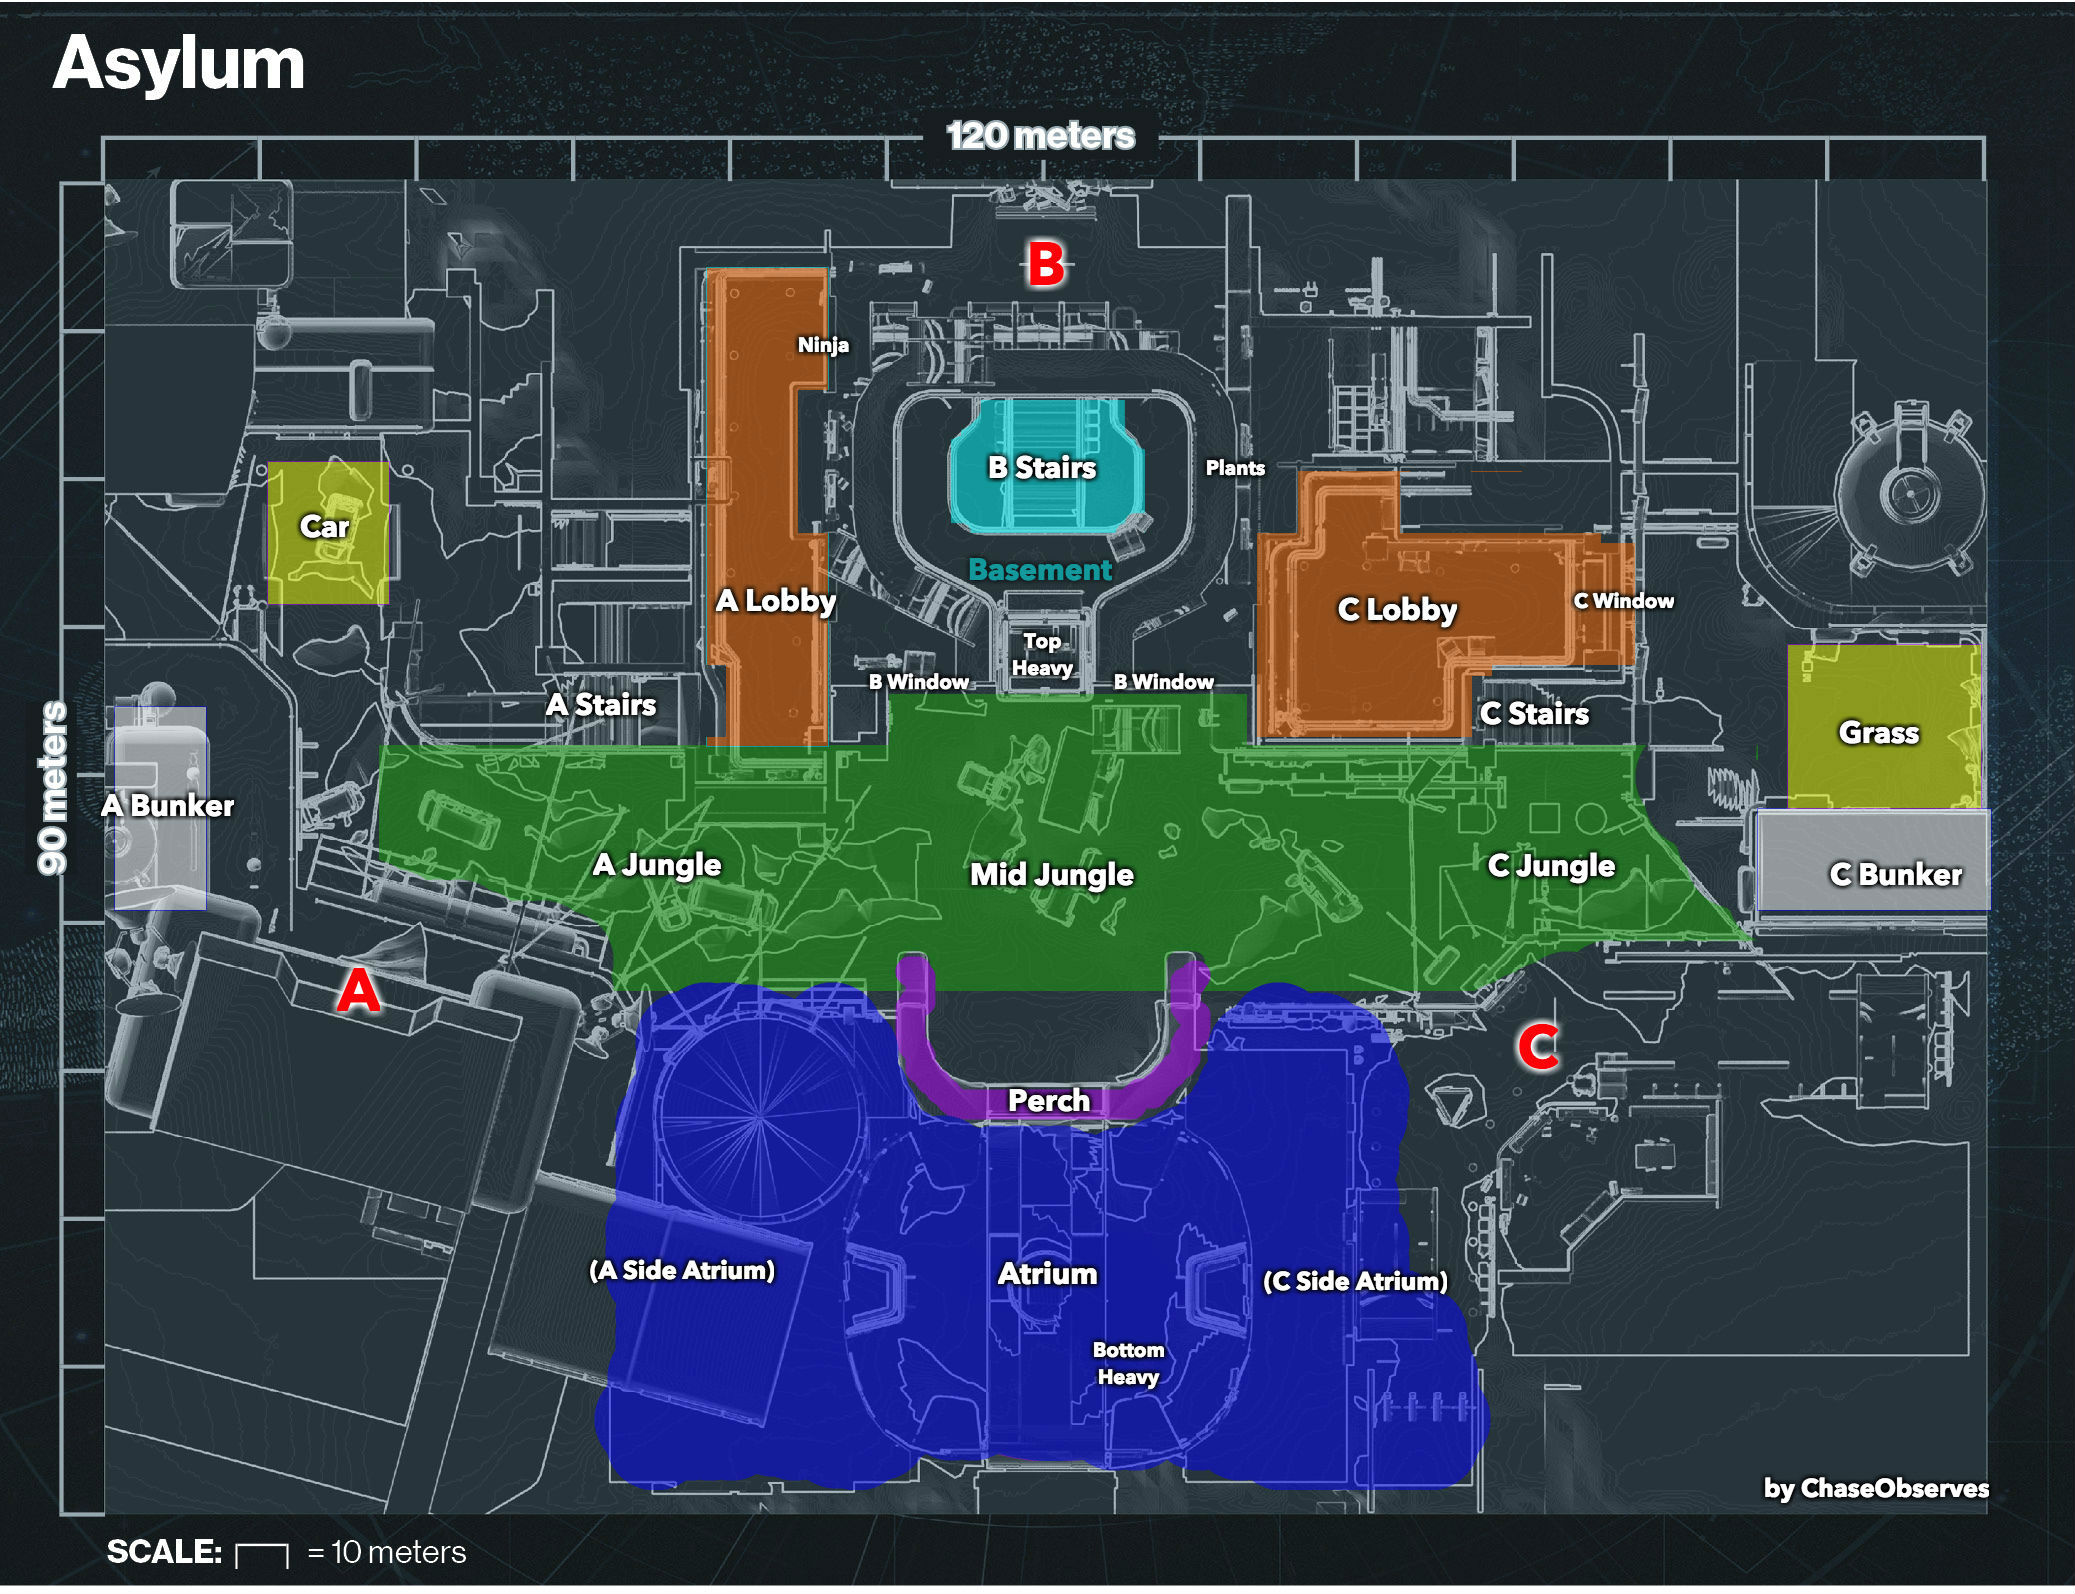 Asylum
120 meters
90 meters
B
Ninja
B Stairs
Plants
Car
Basement
A Lobby
C Lobby
C Window
Top
Heavy
B Window
B Window
A Stairs
C Stairs
Grass
A Bunker
A Jungle
Mid Jungle
C Jungle
C Bunker
A
C
Perch
(A Side Atrium)
Atrium
(C Side Atrium)
Bottom
Heavy
by ChaseObserves
SCALE: = 10 meters